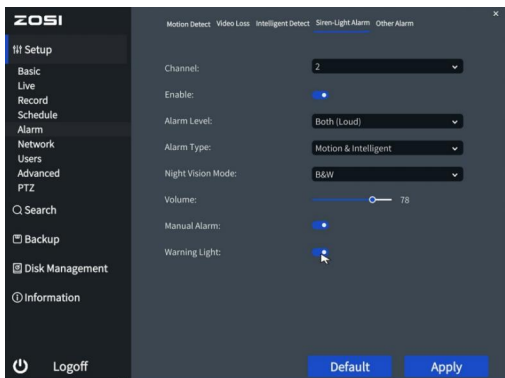 ZOSI
Setup
Basic
Live
Record
Schedule
Alarm
Network
Users
Advanced
PTZ
Search
Backup
Disk Management
Information
Logoff
Motion Detect Video Loss Intelligent Detect Siren-Light Alarm Other Alarm
×
Channel: 2
Enable:
Alarm Level: Both (Loud)
Alarm Type: Motion & Intelligent
Night Vision Mode: B&W
Volume: 78
Manual Alarm:
Warning Light:
Default Apply